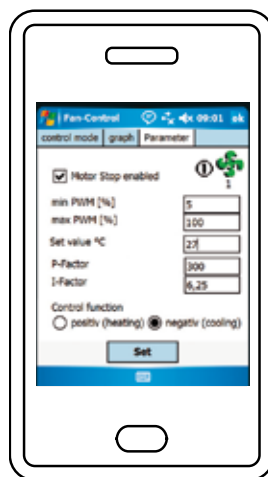 Fan-Control 09:01 ok
control mode graph Parameter
Motor Stop enabled
1
1
min PWM [%] 5
max PWM [%] 100
Set value °C 27
P-Factor 300
I-Factor 6,25
Control function
positiv (heating) negativ (cooling)
Set